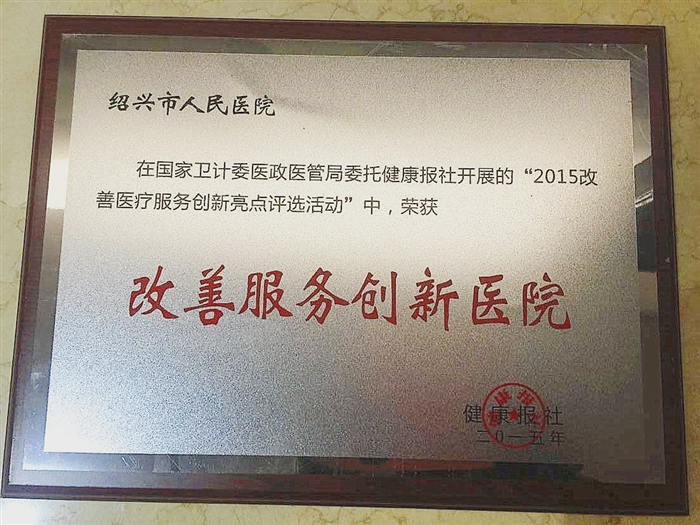 绍兴市人民医院
在国家卫计委医政医管局委托健康报社开展的“2015改
善医疗服务创新亮点评选活动”中，荣获
改善服务创新医院
健康报社
二〇一五年